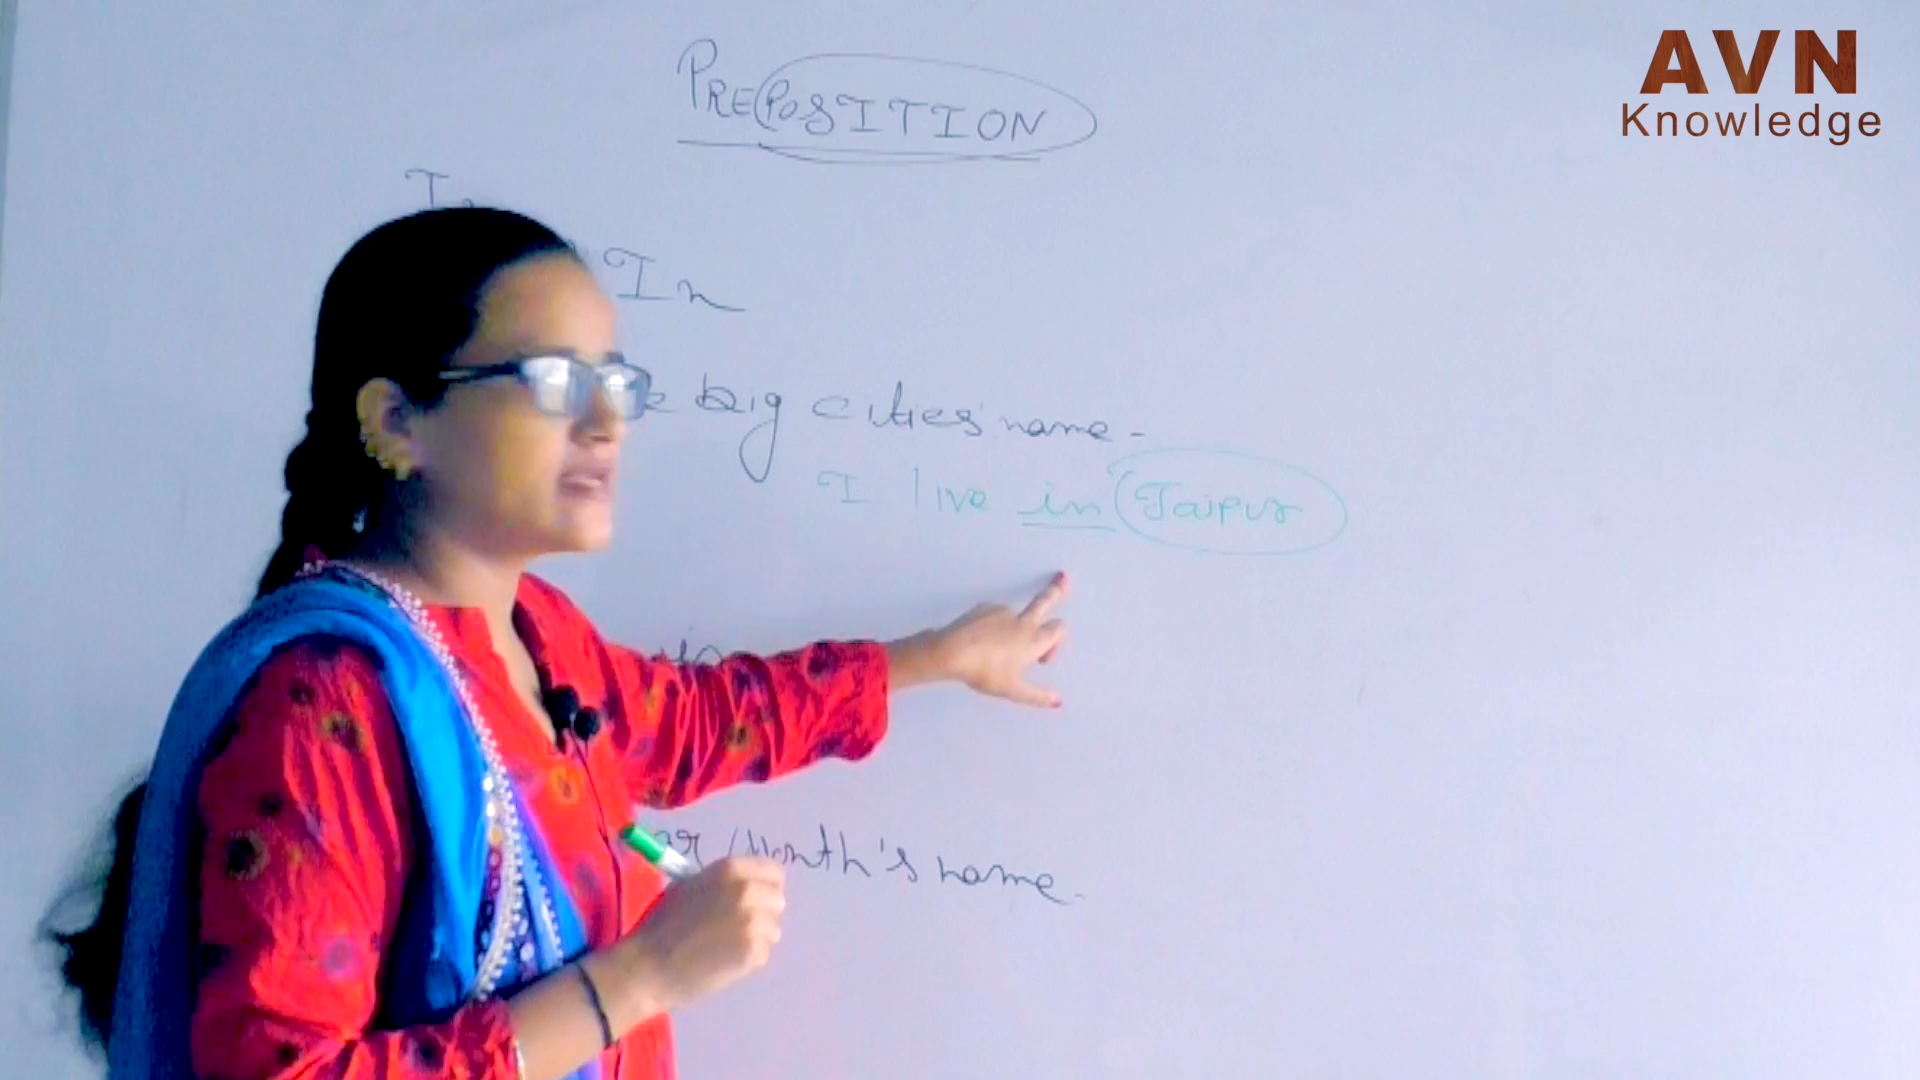 AVN
Knowledge
PREPOSITION
In
In
big cities' name.
I live in Jaipur
Month's name.